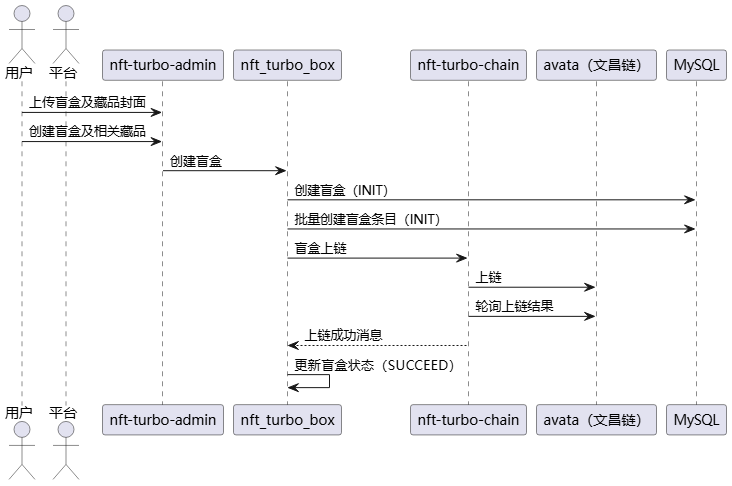 用户
平台
nft-turbo-admin
nft_turbo_box
nft-turbo-chain
avata（文昌链）
MySQL
上传盲盒及藏品封面
创建盲盒及相关藏品
创建盲盒
创建盲盒（INIT）
批量创建盲盒条目（INIT）
盲盒上链
上链
轮询上链结果
上链成功消息
更新盲盒状态（SUCCEED）
用户
平台
nft-turbo-admin
nft_turbo_box
nft-turbo-chain
avata（文昌链）
MySQL